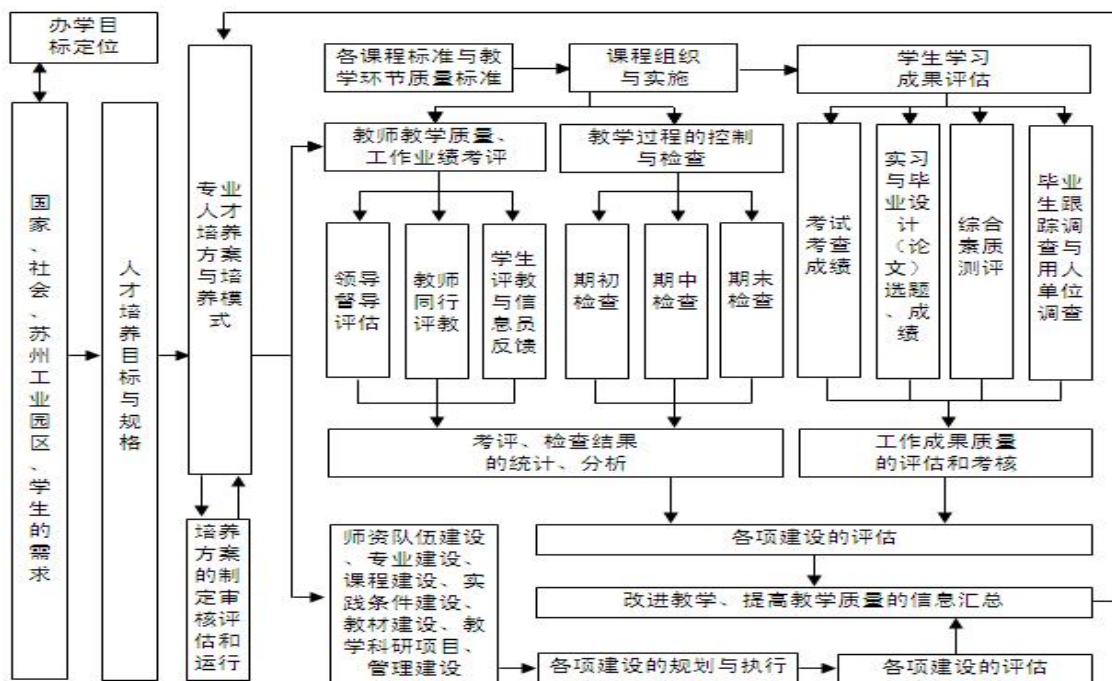 办学目
标定位
国家、社会、苏州工业园区、学生的需求
人才培养目标与规格
专业
人才
培养
方案
与培
养模
式
培养
方案
的制
定审
核评
估和
运行
各课程标准与教
学环节质量标准
课程组织
与实施
学生学习
成果评估
教师教学质量、
工作业绩考评
教学过程的控制
与检查
领导
督导
评估
教师
同行
评教
学生
评教
与信
息员
反馈
期初
检查
期中
检查
期末
检查
考试
考查
成绩
实习
与毕
业设
计
（论
文）
选题
、成
绩
综合
素质
测评
毕业
生跟
踪调
查与
用人
单位
调查
考评、检查结果
的统计、分析
工作成果质量
的评估和考核
师资队伍建设
、专业建设、
课程建设、实
践条件建设、
教材建设、教
学科研项目、
管理建设
各项建设的评估
改进教学、提高教学质量的信息汇总
各项建设的规划与执行
各项建设的评估